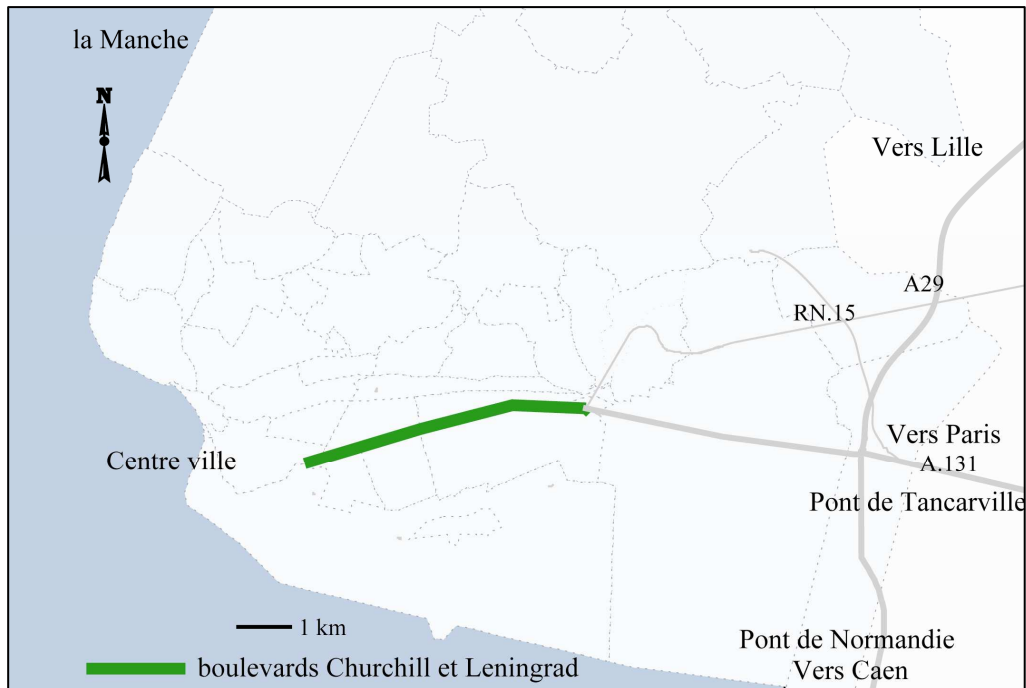 la Manche
N
Vers Lille
A29
RN.15
Vers Paris
A.131
Centre ville
Pont de Tancarville
1 km
boulevards Churchill et Leningrad
Pont de Normandie
Vers Caen